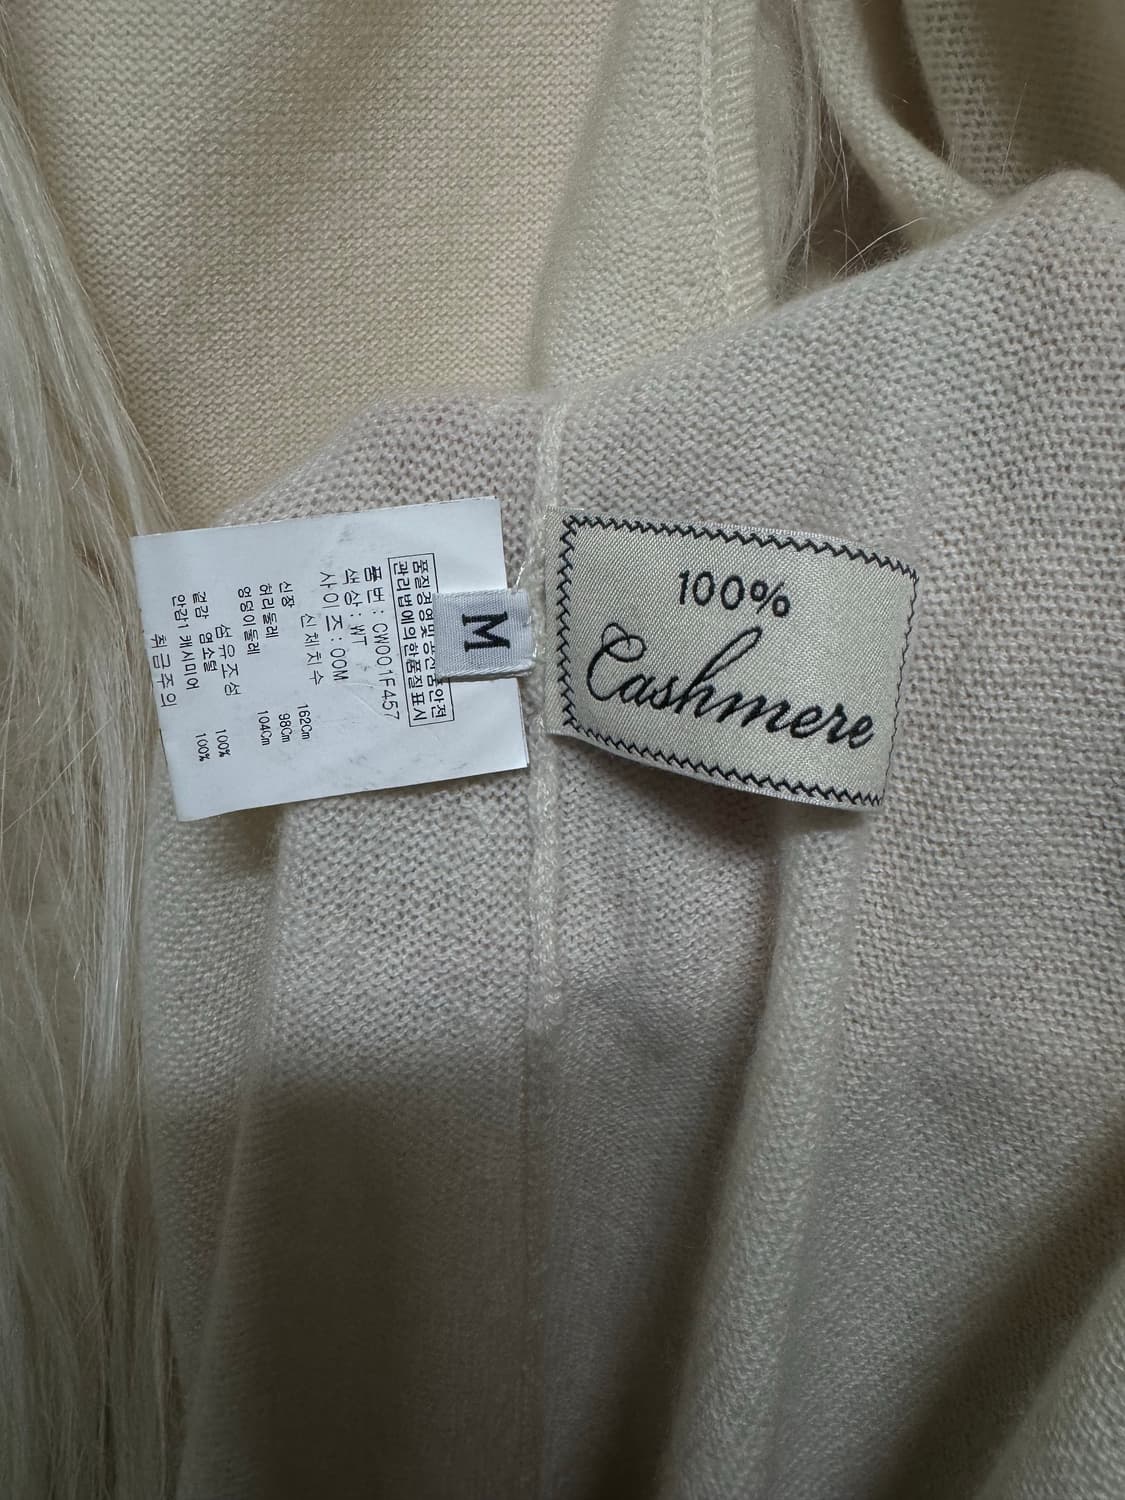 품질경영및공산품안전
관리법에의한품질표시
품번: CW001F457
색상: WT
사이즈: 00M
신체치수
신장 162Cm
허리둘레 98Cm
엉덩이둘레 104Cm
섬유조성
겉감 염소털 100%
안감 캐시미어 100%
취급주의
M
100%
Cashmere